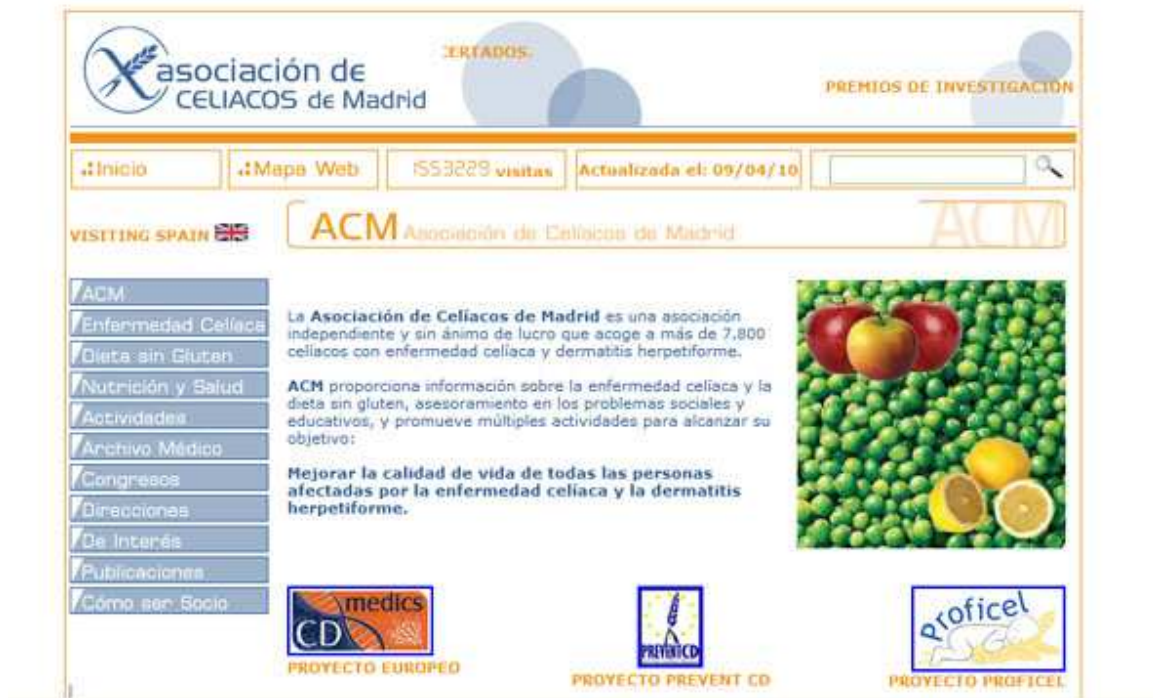 asociación de
CELIACOS de Madrid
ERTADOS.
PREMIOS DE INVESTIGACIÓN
Inicio
Mapa Web
1553229 visitas
Actualizada el: 09/04/10
VISITING SPAIN
ACM Asociación de Celíacos de Madrid
ACM
ACM
Enfermedad Celíaca
Dieta sin Gluten
Nutrición y Salud
Actividades
Archivo Médico
Congresos
Direcciones
De Interés
Publicaciones
Cómo ser Socio
La Asociación de Celíacos de Madrid es una asociación
independiente y sin ánimo de lucro que acoge a más de 7.800
celíacos con enfermedad celíaca y dermatitis herpetiforme.
ACM proporciona información sobre la enfermedad celíaca y la
dieta sin gluten, asesoramiento en los problemas sociales y
educativos, y promueve múltiples actividades para alcanzar su
objetivo:
Mejorar la calidad de vida de todas las personas
afectadas por la enfermedad celíaca y la dermatitis
herpetiforme.
medics
CD
PROYECTO EUROPEO
PREVENTCD
PROYECTO PREVENT CD
Proficel
PROYECTO PROFICEL